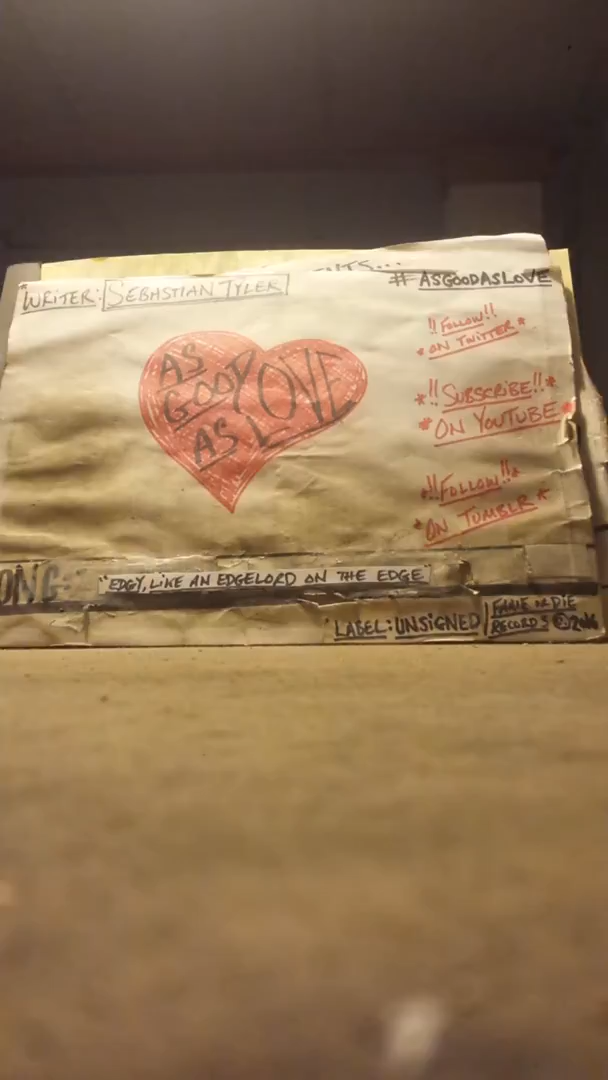 WRITER: SEBASTIAN TYLER
#ASGOODASLOVE
AS
GOOD
AS LOVE
!!FOLLOW!!
*ON TWITTER*
*!!SUBSCRIBE!!*
*ON YOUTUBE*
*!!FOLLOW!!*
*ON TUMBLR*
"EDGY, LIKE AN EDGELORD ON THE EDGE"
LABEL: UNSIGNED/
FAME OR DIE
RECORDS